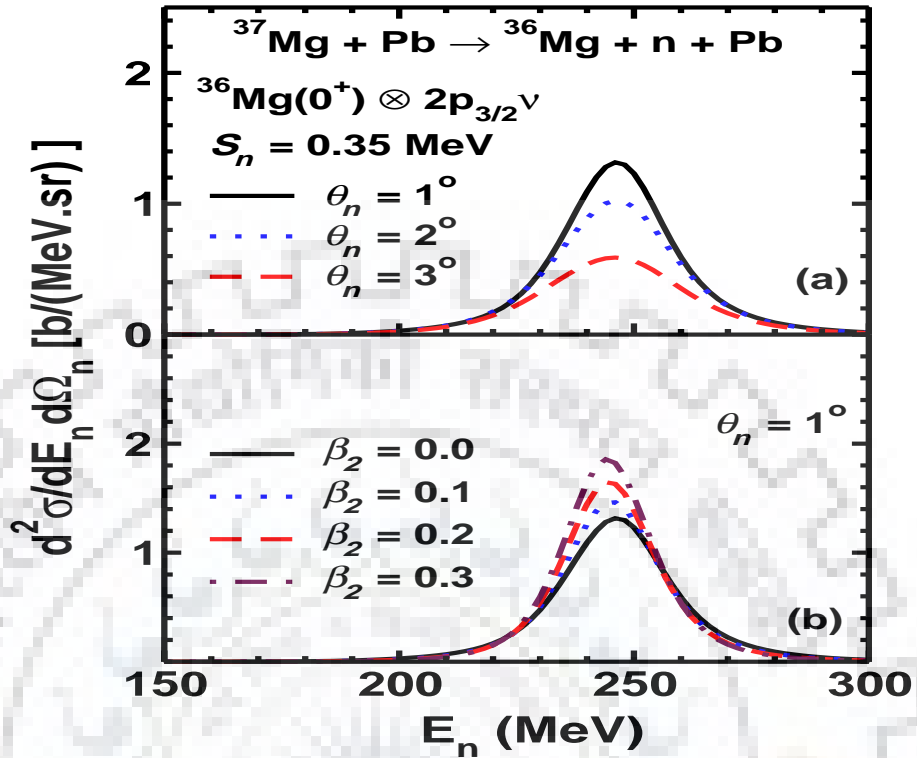 ³⁷Mg + Pb → ³⁶Mg + n + Pb
³⁶Mg(0⁺) ⊗ 2p₃/₂ν
Sₙ = 0.35 MeV
θₙ = 1°
θₙ = 2°
θₙ = 3°
(a)
2
1
0
d²σ/dEₙdΩₙ [b/(MeV.sr) ]
θₙ = 1°
β₂ = 0.0
β₂ = 0.1
β₂ = 0.2
β₂ = 0.3
(b)
2
1
150 200 250 300
Eₙ (MeV)